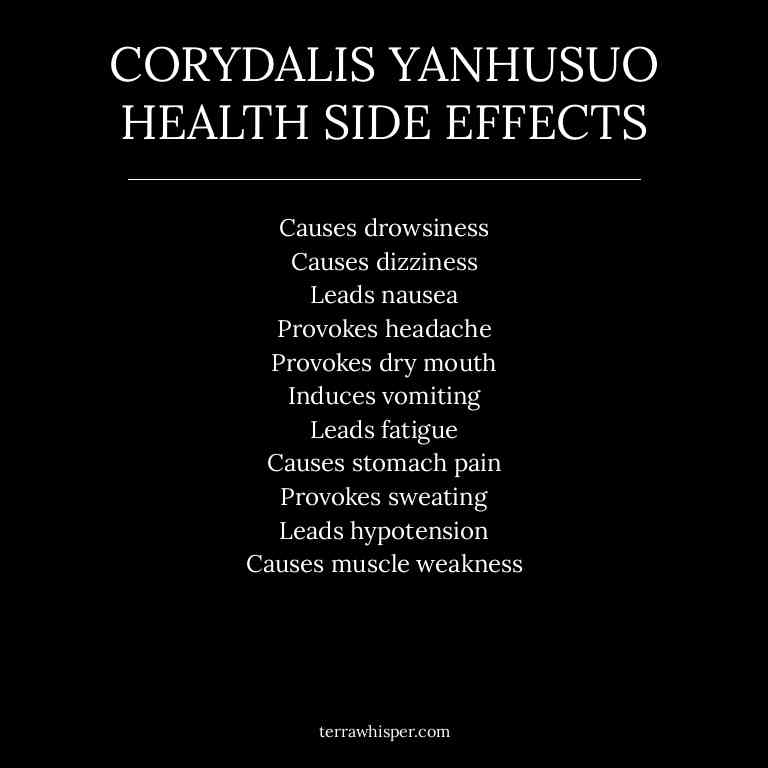 CORYDALIS YANHUSUO
HEALTH SIDE EFFECTS
Causes drowsiness
Causes dizziness
Leads nausea
Provokes headache
Provokes dry mouth
Induces vomiting
Leads fatigue
Causes stomach pain
Provokes sweating
Leads hypotension
Causes muscle weakness
terrawhisper.com